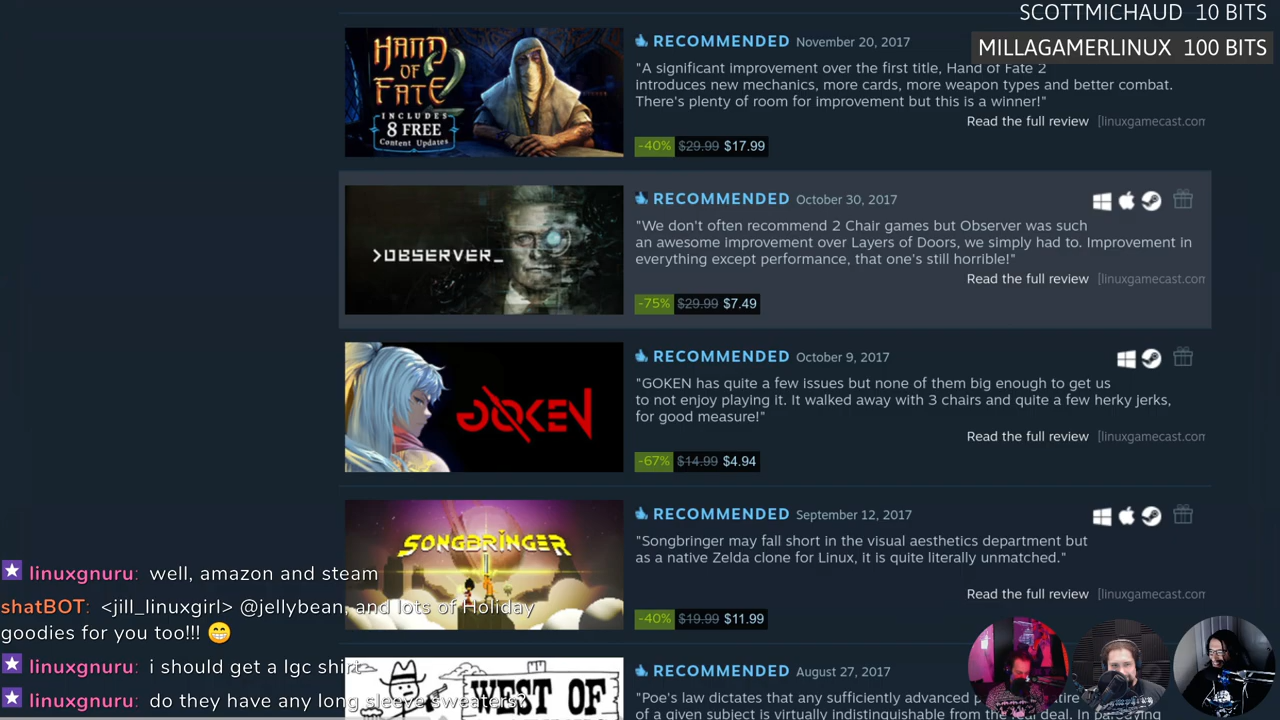 SCOTTMICHAUD 10 BITS
MILLAGAMERLINUX 100 BITS
HAND
OF
FATE 2
INCLUDES
8 FREE
Content Updates
RECOMMENDED November 20, 2017
"A significant improvement over the first title, Hand of Fate 2
introduces new mechanics, more cards, more weapon types and better combat.
There's plenty of room for improvement but this is a winner!"
Read the full review [linuxgamecast.com
-40% $29.99 $17.99
>OBSERVER_
RECOMMENDED October 30, 2017
"We don't often recommend 2 Chair games but Observer was such
an awesome improvement over Layers of Doors, we simply had to. Improvement in
everything except performance, that one's still horrible!"
Read the full review [linuxgamecast.com
-75% $29.99 $7.49
GOKEN
RECOMMENDED October 9, 2017
"GOKEN has quite a few issues but none of them big enough to get us
to not enjoy playing it. It walked away with 3 chairs and quite a few herky jerks,
for good measure!"
Read the full review [linuxgamecast.com
-67% $14.99 $4.94
SONGBRINGER
RECOMMENDED September 12, 2017
"Songbringer may fall short in the visual aesthetics department but
as a native Zelda clone for Linux, it is quite literally unmatched."
Read the full review [linuxgamecast.com
-40% $19.99 $11.99
WEST OF
RECOMMENDED August 27, 2017
"Poe's law dictates that any sufficiently advanced
of a given subject is virtually indistinguishable from the real deal. In
linuxgnuru: well, amazon and steam
shatBOT: <jill_linuxgirl> @jellybean, and lots of Holiday
goodies for you too!!! 😁
linuxgnuru: i should get a lgc shirt
linuxgnuru: do they have any long sleeve sweaters?